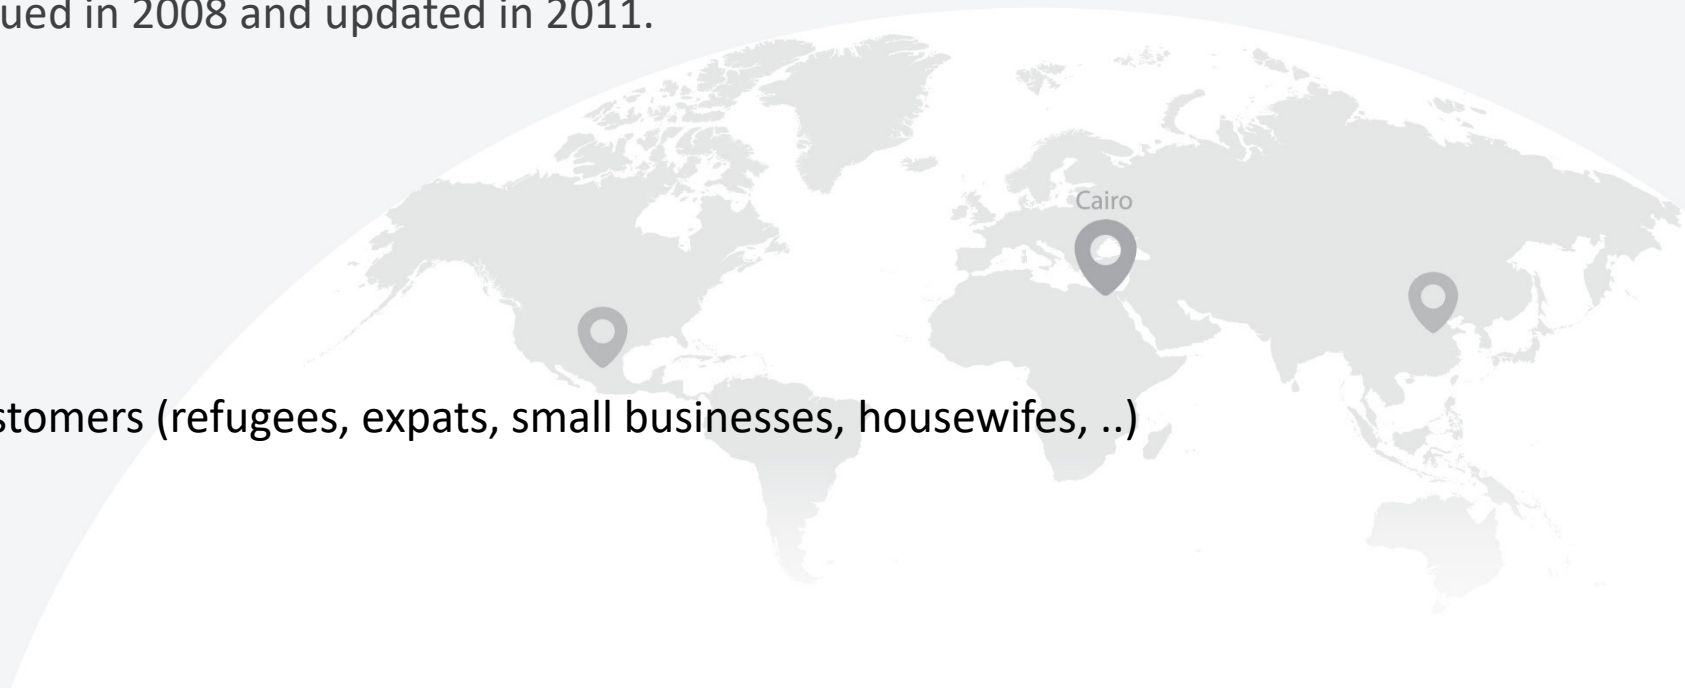 ued in 2008 and updated in 2011.
Cairo
stomers (refugees, expats, small businesses, housewifes, ..)